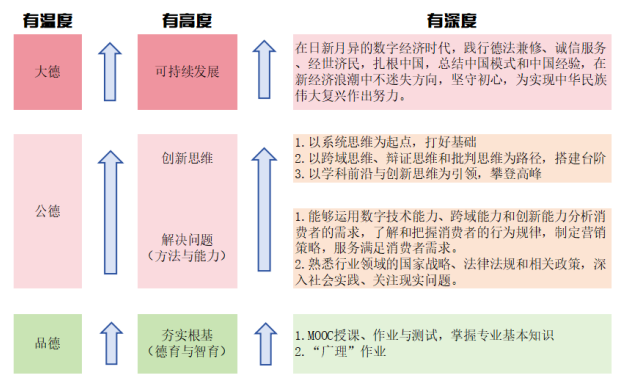 有温度
有高度
有深度
大德
可持续发展
在日新月异的数字经济时代，践行德法兼修、诚信服务
、经世济民，扎根中国，总结中国模式和中国经验，在
新经济浪潮中不迷失方向，坚守初心，为实现中华民族
伟大复兴作出努力。
公德
创新思维
解决问题
（方法与能力）
1.以系统思维为起点，打好基础
2.以跨域思维、辩证思维和批判思维为路径，搭建台阶
3.以学科前沿与创新思维为引领，攀登高峰
1.能够运用数字技术能力、跨域能力和创新能力分析消
费者的需求，了解和把握消费者的行为规律，制定营销
策略，服务满足消费者需求。
2.熟悉行业领域的国家战略、法律法规和相关政策，深
入社会实践、关注现实问题。
品德
夯实根基
（德育与智育）
1.MOOC授课、作业与测试，掌握专业基本知识
2.“广理”作业